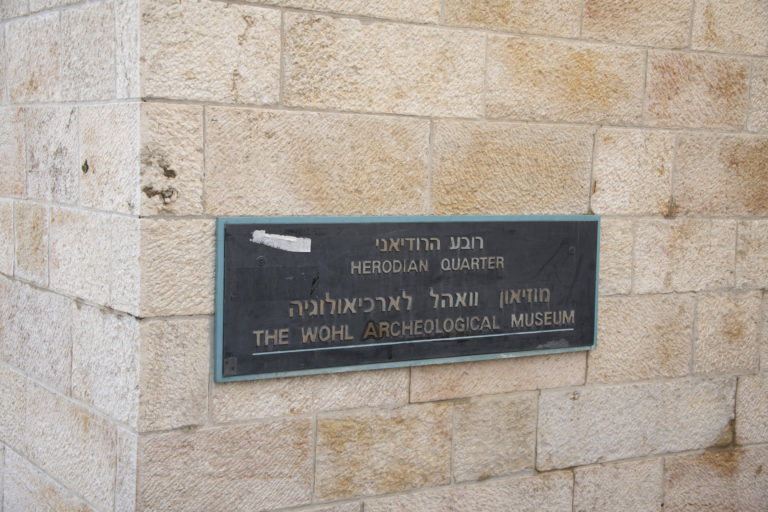 רובע הרודיאני
HERODIAN QUARTER
מוזיאון וואהל לארכיאולוגיה
THE WOHL ARCHEOLOGICAL MUSEUM